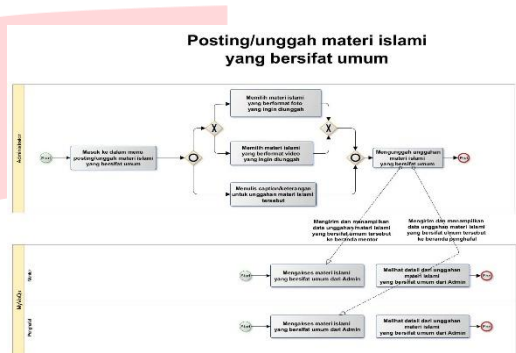 Posting/unggah materi islami
yang bersifat umum
Administrator
Start
Masuk ke dalam menu
posting/unggah materi islami
yang bersifat umum
Memilih materi islami
yang berformat foto
yang ingin diunggah
Memilih materi islami
yang berformat video
yang ingin diunggah
Menulis caption/keterangan
untuk unggahan materi islami
tersebut
Mengunggah unggahan
materi islami
yang bersifat umum
End
Mengirim dan menampilkan
data unggahan materi islami
yang bersifat umum tersebut
ke beranda mentor
Mengirim dan menampilkan
data unggahan materi islami
yang bersifat umum tersebut
ke beranda penghafal
Mentor
Start
Mengakses materi islami
yang bersifat umum dari Admin
Melihat detail dari unggahan
materi islami
yang bersifat umum dari Admin
End
Penghafal
Start
Mengakses materi islami
yang bersifat umum dari Admin
Melihat detail dari unggahan
materi islami
yang bersifat umum dari Admin
End